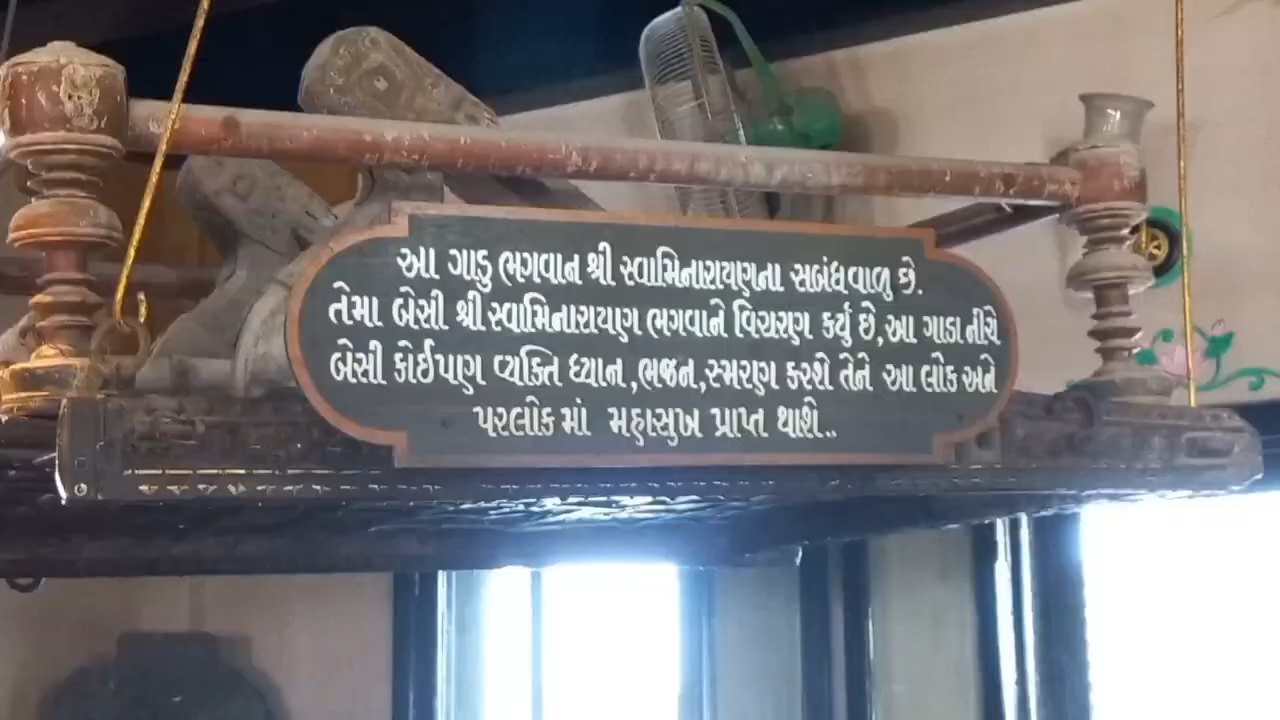 આ ગાડુ ભગવાન શ્રી સ્વામિનારાયણના સબંધવાળુ છે.
તેમા બેસી શ્રી સ્વામિનારાયણ ભગવાને વિચરણ કર્યુ છે,આ ગાડા નીચે
બેસી કોઈપણ વ્યક્તિ ધ્યાન,ભજન,સ્મરણ કરશે તેને આ લોક અને
પરલોક માં મહાસુખ પ્રાપ્ત થાશે..